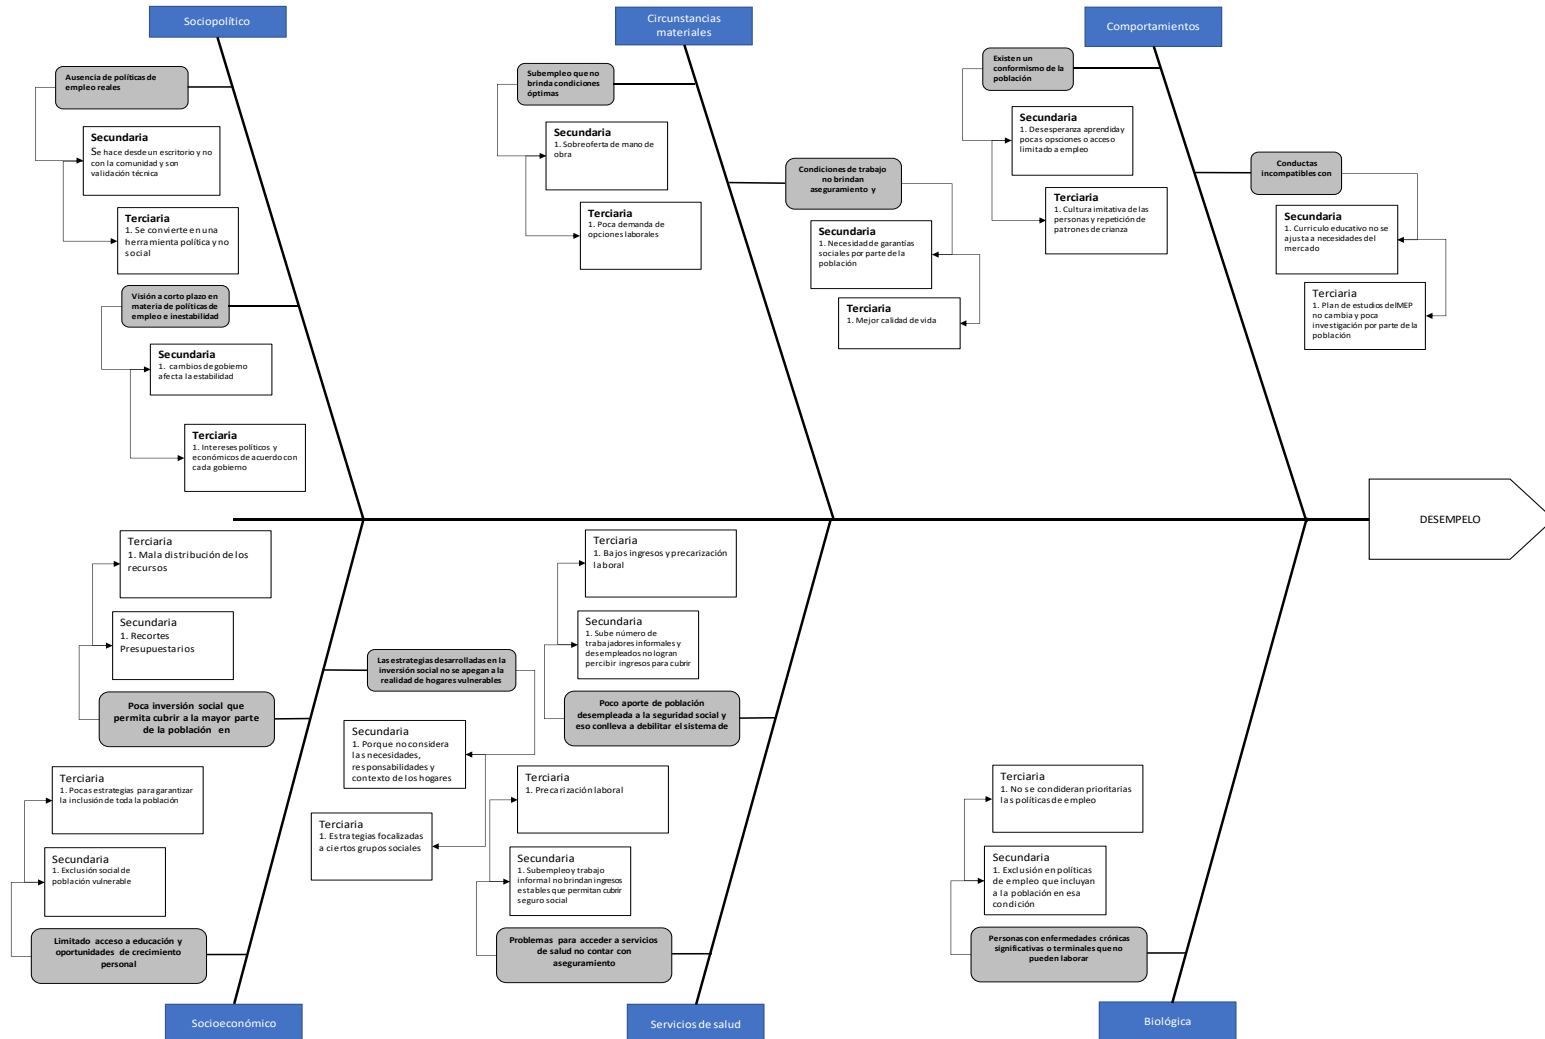 Sociopolítico
Ausencia de políticas de
empleo reales
Secundaria
Se hace desde un escritorio y no
con la comunidad y son
validación técnica
Terciaria
1. Se convierte en una
herramienta política y no
social
Visión a corto plazo en
materia de políticas de
empleo e inestabilidad
Secundaria
1. cambios de gobierno
afecta la estabilidad
Terciaria
1. Intereses políticos y
económicos de acuerdo con
cada gobierno
Circunstancias
materiales
Subempleo que no
brinda condiciones
óptimas
Secundaria
1. Sobreoferta de mano de
obra
Terciaria
1. Poca demanda de
opciones laborales
Condiciones de trabajo
no brindan
aseguramiento y
Secundaria
1. Necesidad de garantías
sociales por parte de la
población
Terciaria
1. Mejor calidad de vida
Comportamientos
Existen un
conformismo de la
población
Secundaria
1. Desesperanza aprendida y
pocas opsciones o acceso
limitado a empleo
Terciaria
1. Cultura imitativa de las
personas y repetición de
patrones de crianza
Conductas
incompatibles con
Secundaria
1. Curriculo educativo no se
ajusta a necesidades del
mercado
Terciaria
1. Plan de estudios del MEP
no cambia y poca
investigación por parte de la
población
DESEMPELO
Terciaria
1. Mala distribución de los
recursos
Secundaria
1. Recortes
Presupuestarios
Poca inversión social que
permita cubrir a la mayor parte
de la población en
Terciaria
1. Pocas estrategias para garantizar
la inclusión de toda la población
Secundaria
1. Exclusión social de
población vulnerable
Limitado acceso a educación y
oportunidades de crecimiento
personal
Las estrategias desarrolladas en la
inversión social no se apegan a la
realidad de hogares vulnerables
Secundaria
1. Porque no considera
las necesidades,
responsabilidades y
contexto de los hogares
Terciaria
1. Estrategias focalizadas
a ciertos grupos sociales
Socioeconómico
Terciaria
1. Bajos ingresos y precarización
laboral
Secundaria
1. Sube número de
trabajadores informales y
desempleados no logran
percibir ingresos para cubrir
Poco aporte de población
desempleada a la seguridad social y
eso conlleva a debilitar el sistema de
Terciaria
1. Precarización laboral
Secundaria
1. Subempleo y trabajo
informal no brindan ingresos
estables que permitan cubrir
seguro social
Problemas para acceder a servicios
de salud no contar con
aseguramiento
Servicios de salud
Terciaria
1. No se condideran prioritarias
las políticas de empleo
Secundaria
1. Exclusión en políticas
de empleo que incluyan
a la población en esa
condición
Personas con enfermedades crónicas
significativas o terminales que no
pueden laborar
Biológica